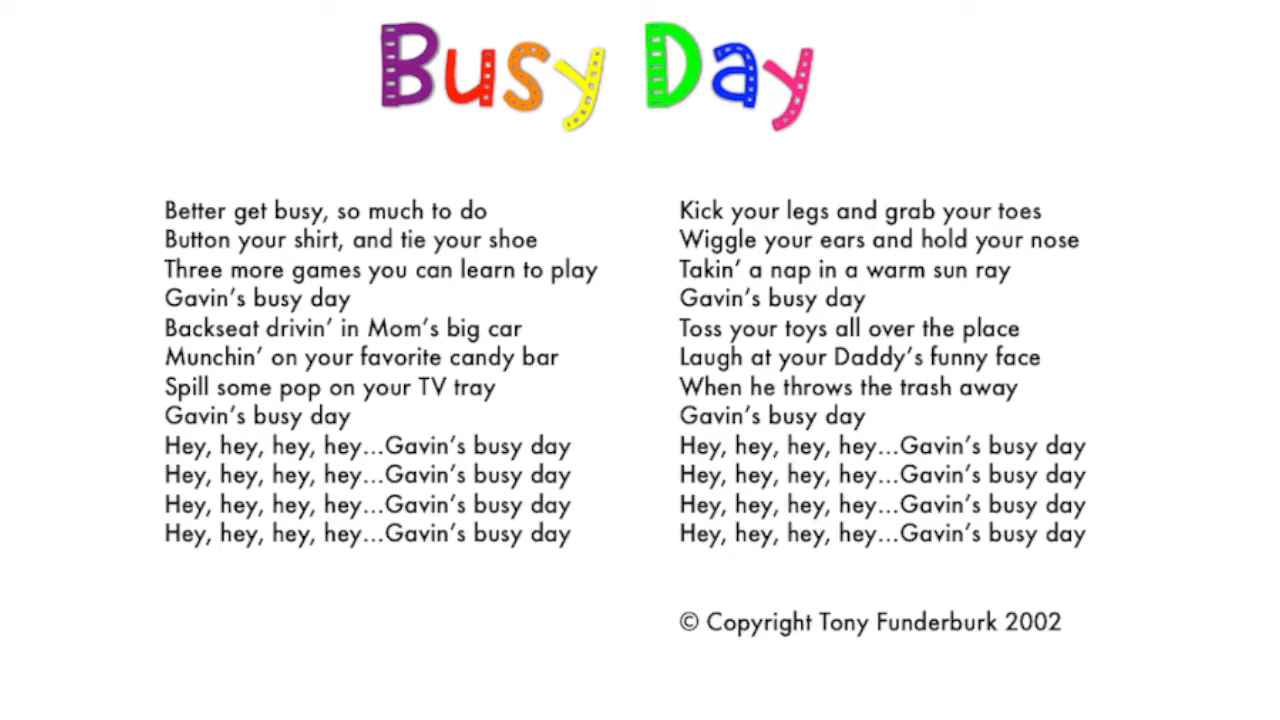 Busy Day
Better get busy, so much to do
Button your shirt, and tie your shoe
Three more games you can learn to play
Gavin's busy day
Backseat drivin' in Mom's big car
Munchin' on your favorite candy bar
Spill some pop on your TV tray
Gavin's busy day
Hey, hey, hey, hey...Gavin's busy day
Hey, hey, hey, hey...Gavin's busy day
Hey, hey, hey, hey...Gavin's busy day
Hey, hey, hey, hey...Gavin's busy day
Kick your legs and grab your toes
Wiggle your ears and hold your nose
Takin' a nap in a warm sun ray
Gavin's busy day
Toss your toys all over the place
Laugh at your Daddy's funny face
When he throws the trash away
Gavin's busy day
Hey, hey, hey, hey...Gavin's busy day
Hey, hey, hey, hey...Gavin's busy day
Hey, hey, hey, hey...Gavin's busy day
Hey, hey, hey, hey...Gavin's busy day
© Copyright Tony Funderburk 2002